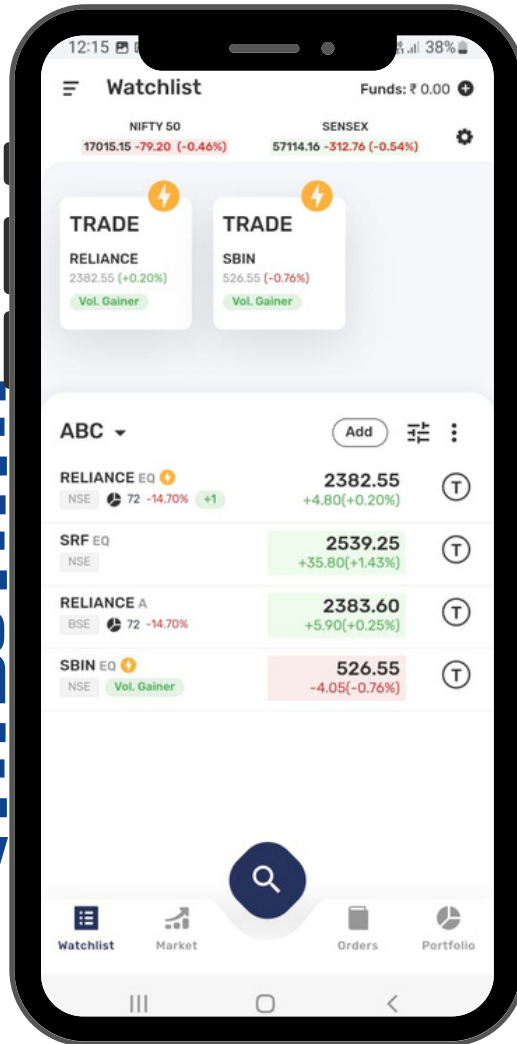 12:15 38%
Watchlist Funds: ₹ 0.00
NIFTY 50 SENSEX
17015.15 -79.20 (-0.46%) 57114.16 -312.76 (-0.54%)
TRADE TRADE
RELIANCE SBIN
2382.55 (+0.20%) 526.55 (-0.76%)
Vol. Gainer Vol. Gainer
ABC Add
RELIANCE EQ 2382.55 T
NSE 72 -14.70% +1 +4.80(+0.20%)
SRF EQ 2539.25 T
NSE +35.80(+1.43%)
RELIANCE A 2383.60 T
BSE 72 -14.70% +5.90(+0.25%)
SBIN EQ 526.55 T
NSE Vol. Gainer -4.05(-0.76%)
Watchlist Market Orders Portfolio